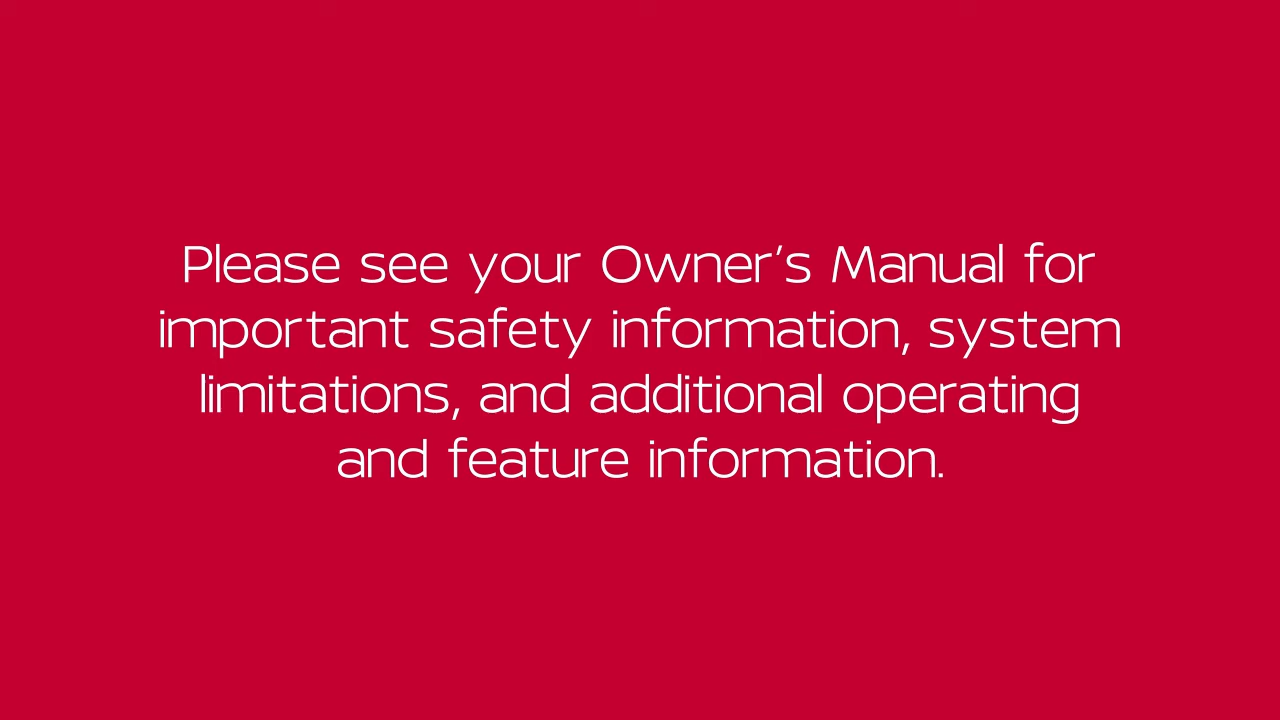 Please see your Owner’s Manual for
important safety information, system
limitations, and additional operating
and feature information.